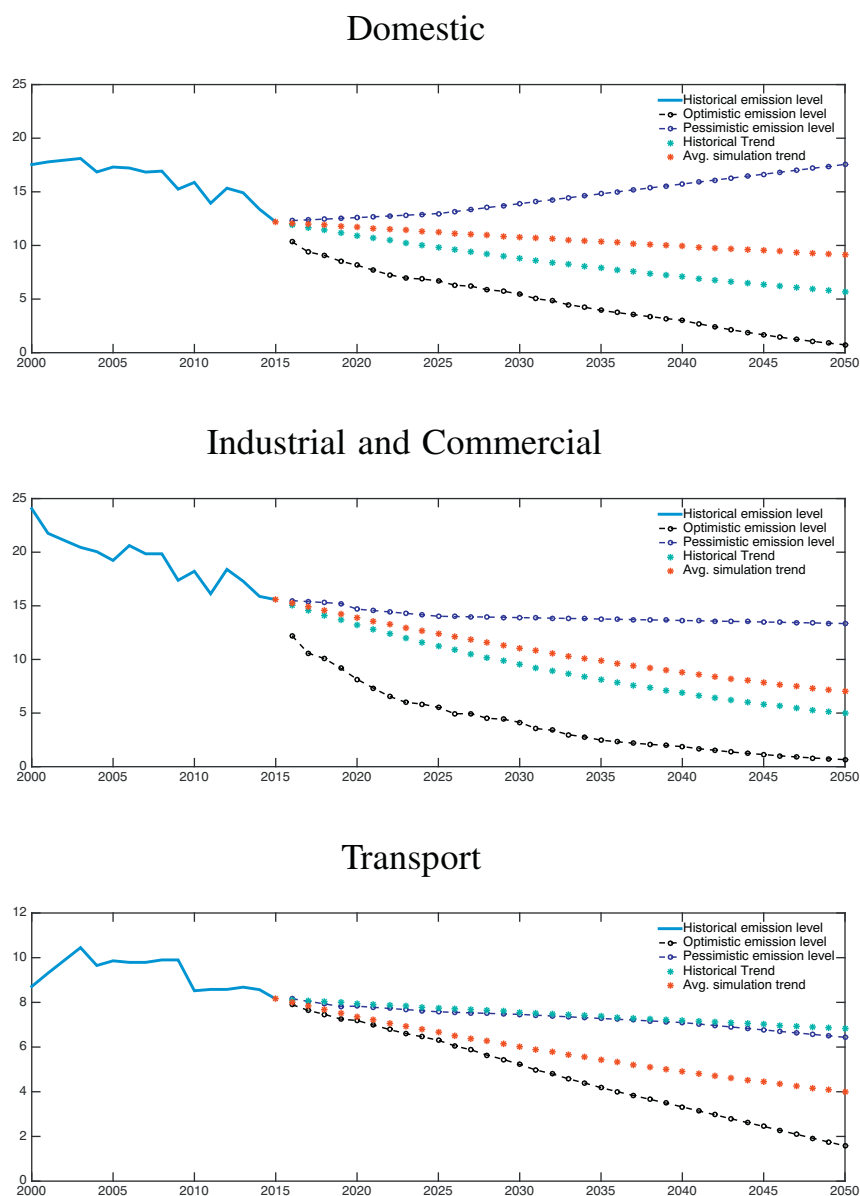 Domestic
25
Historical emission level
Optimistic emission level
20
Pessimistic emission level
Historical Trend
Avg. simulation trend
15
10
5
0
2000 2005 2010 2015 2020 2025 2030 2035 2040 2045 2050
Industrial and Commercial
25
Historical emission level
Optimistic emission level
20
Pessimistic emission level
Historical Trend
Avg. simulation trend
15
10
5
0
2000 2005 2010 2015 2020 2025 2030 2035 2040 2045 2050
Transport
12
Historical emission level
Optimistic emission level
10
Pessimistic emission level
Historical Trend
Avg. simulation trend
8
6
4
2
0
2000 2005 2010 2015 2020 2025 2030 2035 2040 2045 2050